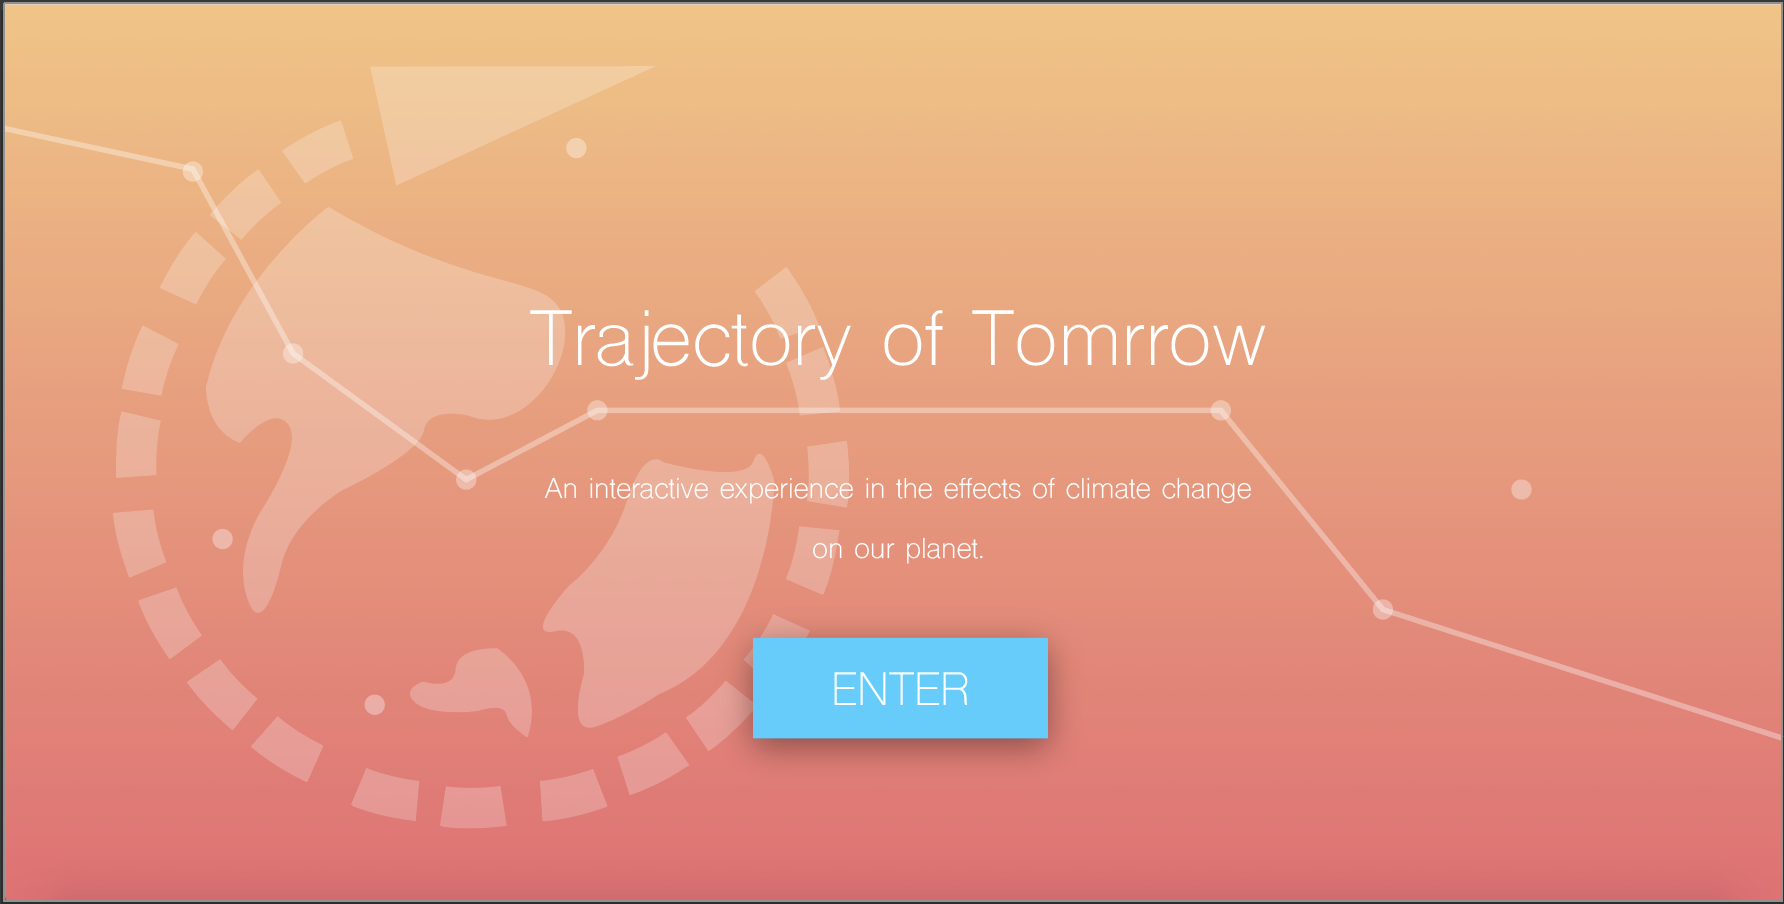 Trajectory of Tomrrow
An interactive experience in the effects of climate change
on our planet.
ENTER